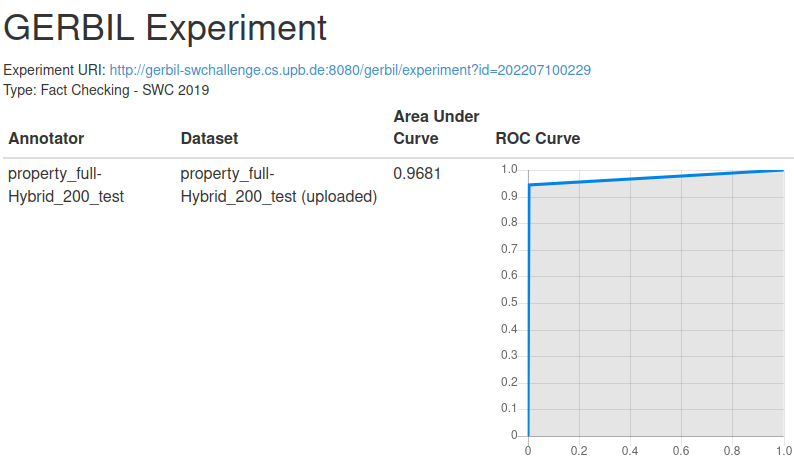 GERBIL Experiment
Experiment URI: http://gerbil-swchallenge.cs.upb.de:8080/gerbil/experiment?id=202207100229
Type: Fact Checking - SWC 2019
Annotator
Dataset
Area Under
Curve
ROC Curve
property_full-
Hybrid_200_test
property_full-
Hybrid_200_test (uploaded)
0.9681
1.0
0.9
0.8
0.7
0.6
0.5
0.4
0.3
0.2
0.1
0
0 0.2 0.4 0.6 0.8 1.0